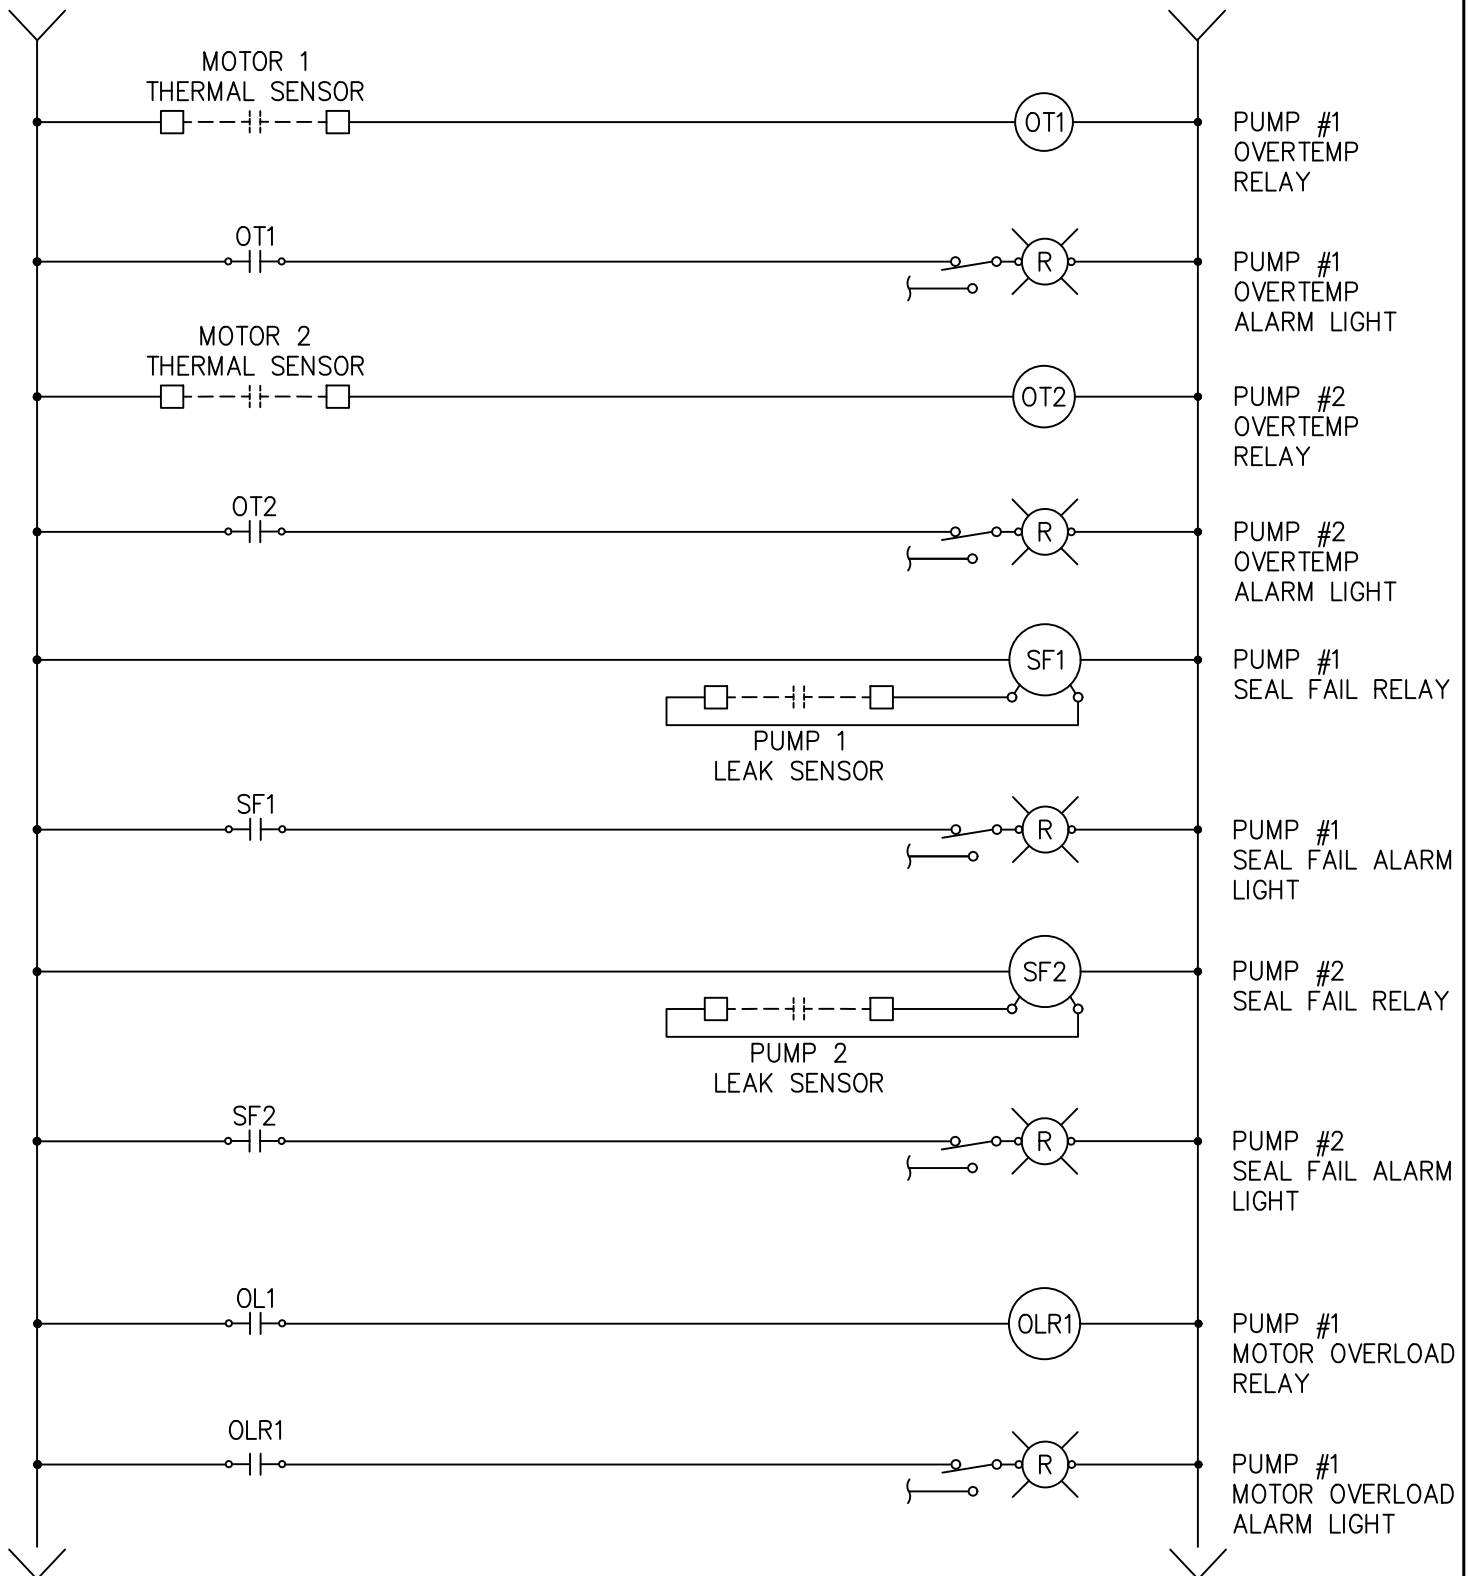 MOTOR 1
THERMAL SENSOR
OT1
PUMP #1
OVERTEMP
RELAY
OT1
R
PUMP #1
OVERTEMP
ALARM LIGHT
MOTOR 2
THERMAL SENSOR
OT2
PUMP #2
OVERTEMP
RELAY
OT2
R
PUMP #2
OVERTEMP
ALARM LIGHT
SF1
PUMP #1
SEAL FAIL RELAY
PUMP 1
LEAK SENSOR
SF1
R
PUMP #1
SEAL FAIL ALARM
LIGHT
SF2
PUMP #2
SEAL FAIL RELAY
PUMP 2
LEAK SENSOR
SF2
R
PUMP #2
SEAL FAIL ALARM
LIGHT
OL1
OLR1
PUMP #1
MOTOR OVERLOAD
RELAY
OLR1
R
PUMP #1
MOTOR OVERLOAD
ALARM LIGHT